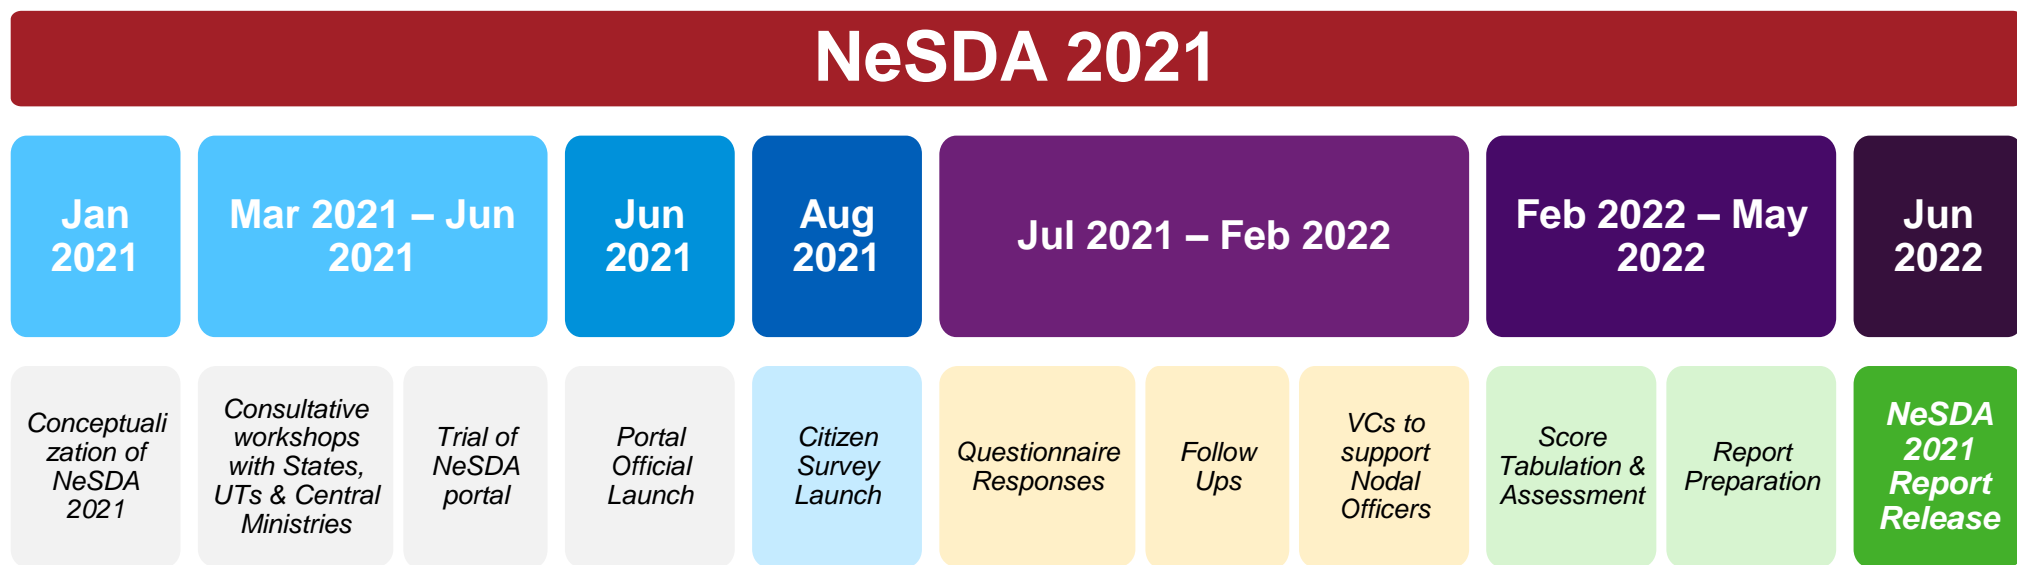 NeSDA 2021
Jan
2021
Mar 2021 – Jun
2021
Jun
2021
Aug
2021
Jul 2021 – Feb 2022
Feb 2022 – May
2022
Jun
2022
Conceptuali
zation of
NeSDA
2021
Consultative
workshops
with States,
UTs & Central
Ministries
Trial of
NeSDA
portal
Portal
Official
Launch
Citizen
Survey
Launch
Questionnaire
Responses
Follow
Ups
VCs to
support
Nodal
Officers
Score
Tabulation &
Assessment
Report
Preparation
NeSDA
2021
Report
Release